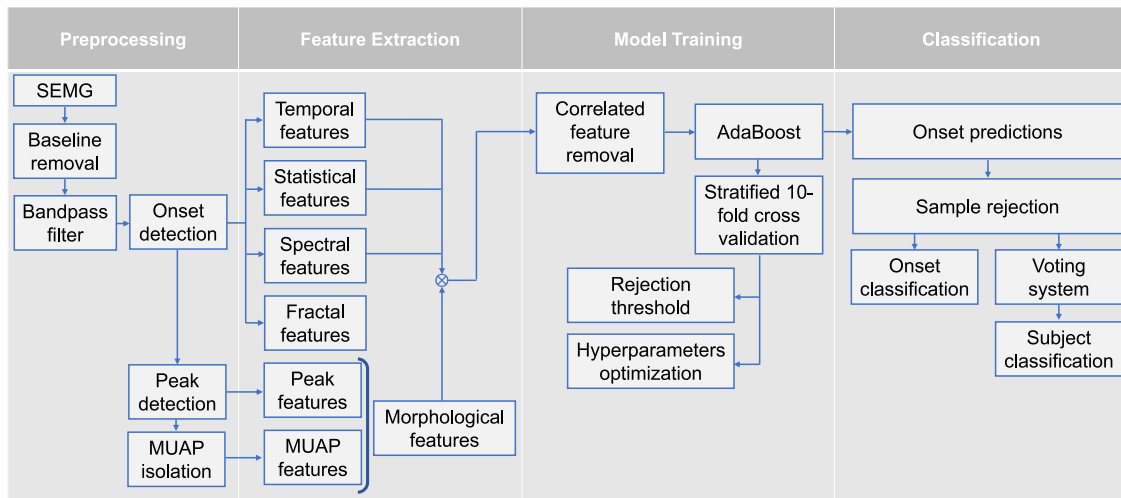 Preprocessing
Feature Extraction
Model Training
Classification
SEMG
Baseline
removal
Bandpass
filter
Onset
detection
Peak
detection
MUAP
isolation
Temporal
features
Statistical
features
Spectral
features
Fractal
features
Peak
features
MUAP
features
Morphological
features
Correlated
feature
removal
AdaBoost
Stratified 10-
fold cross
validation
Rejection
threshold
Hyperparameters
optimization
Onset predictions
Sample rejection
Onset
classification
Voting
system
Subject
classification